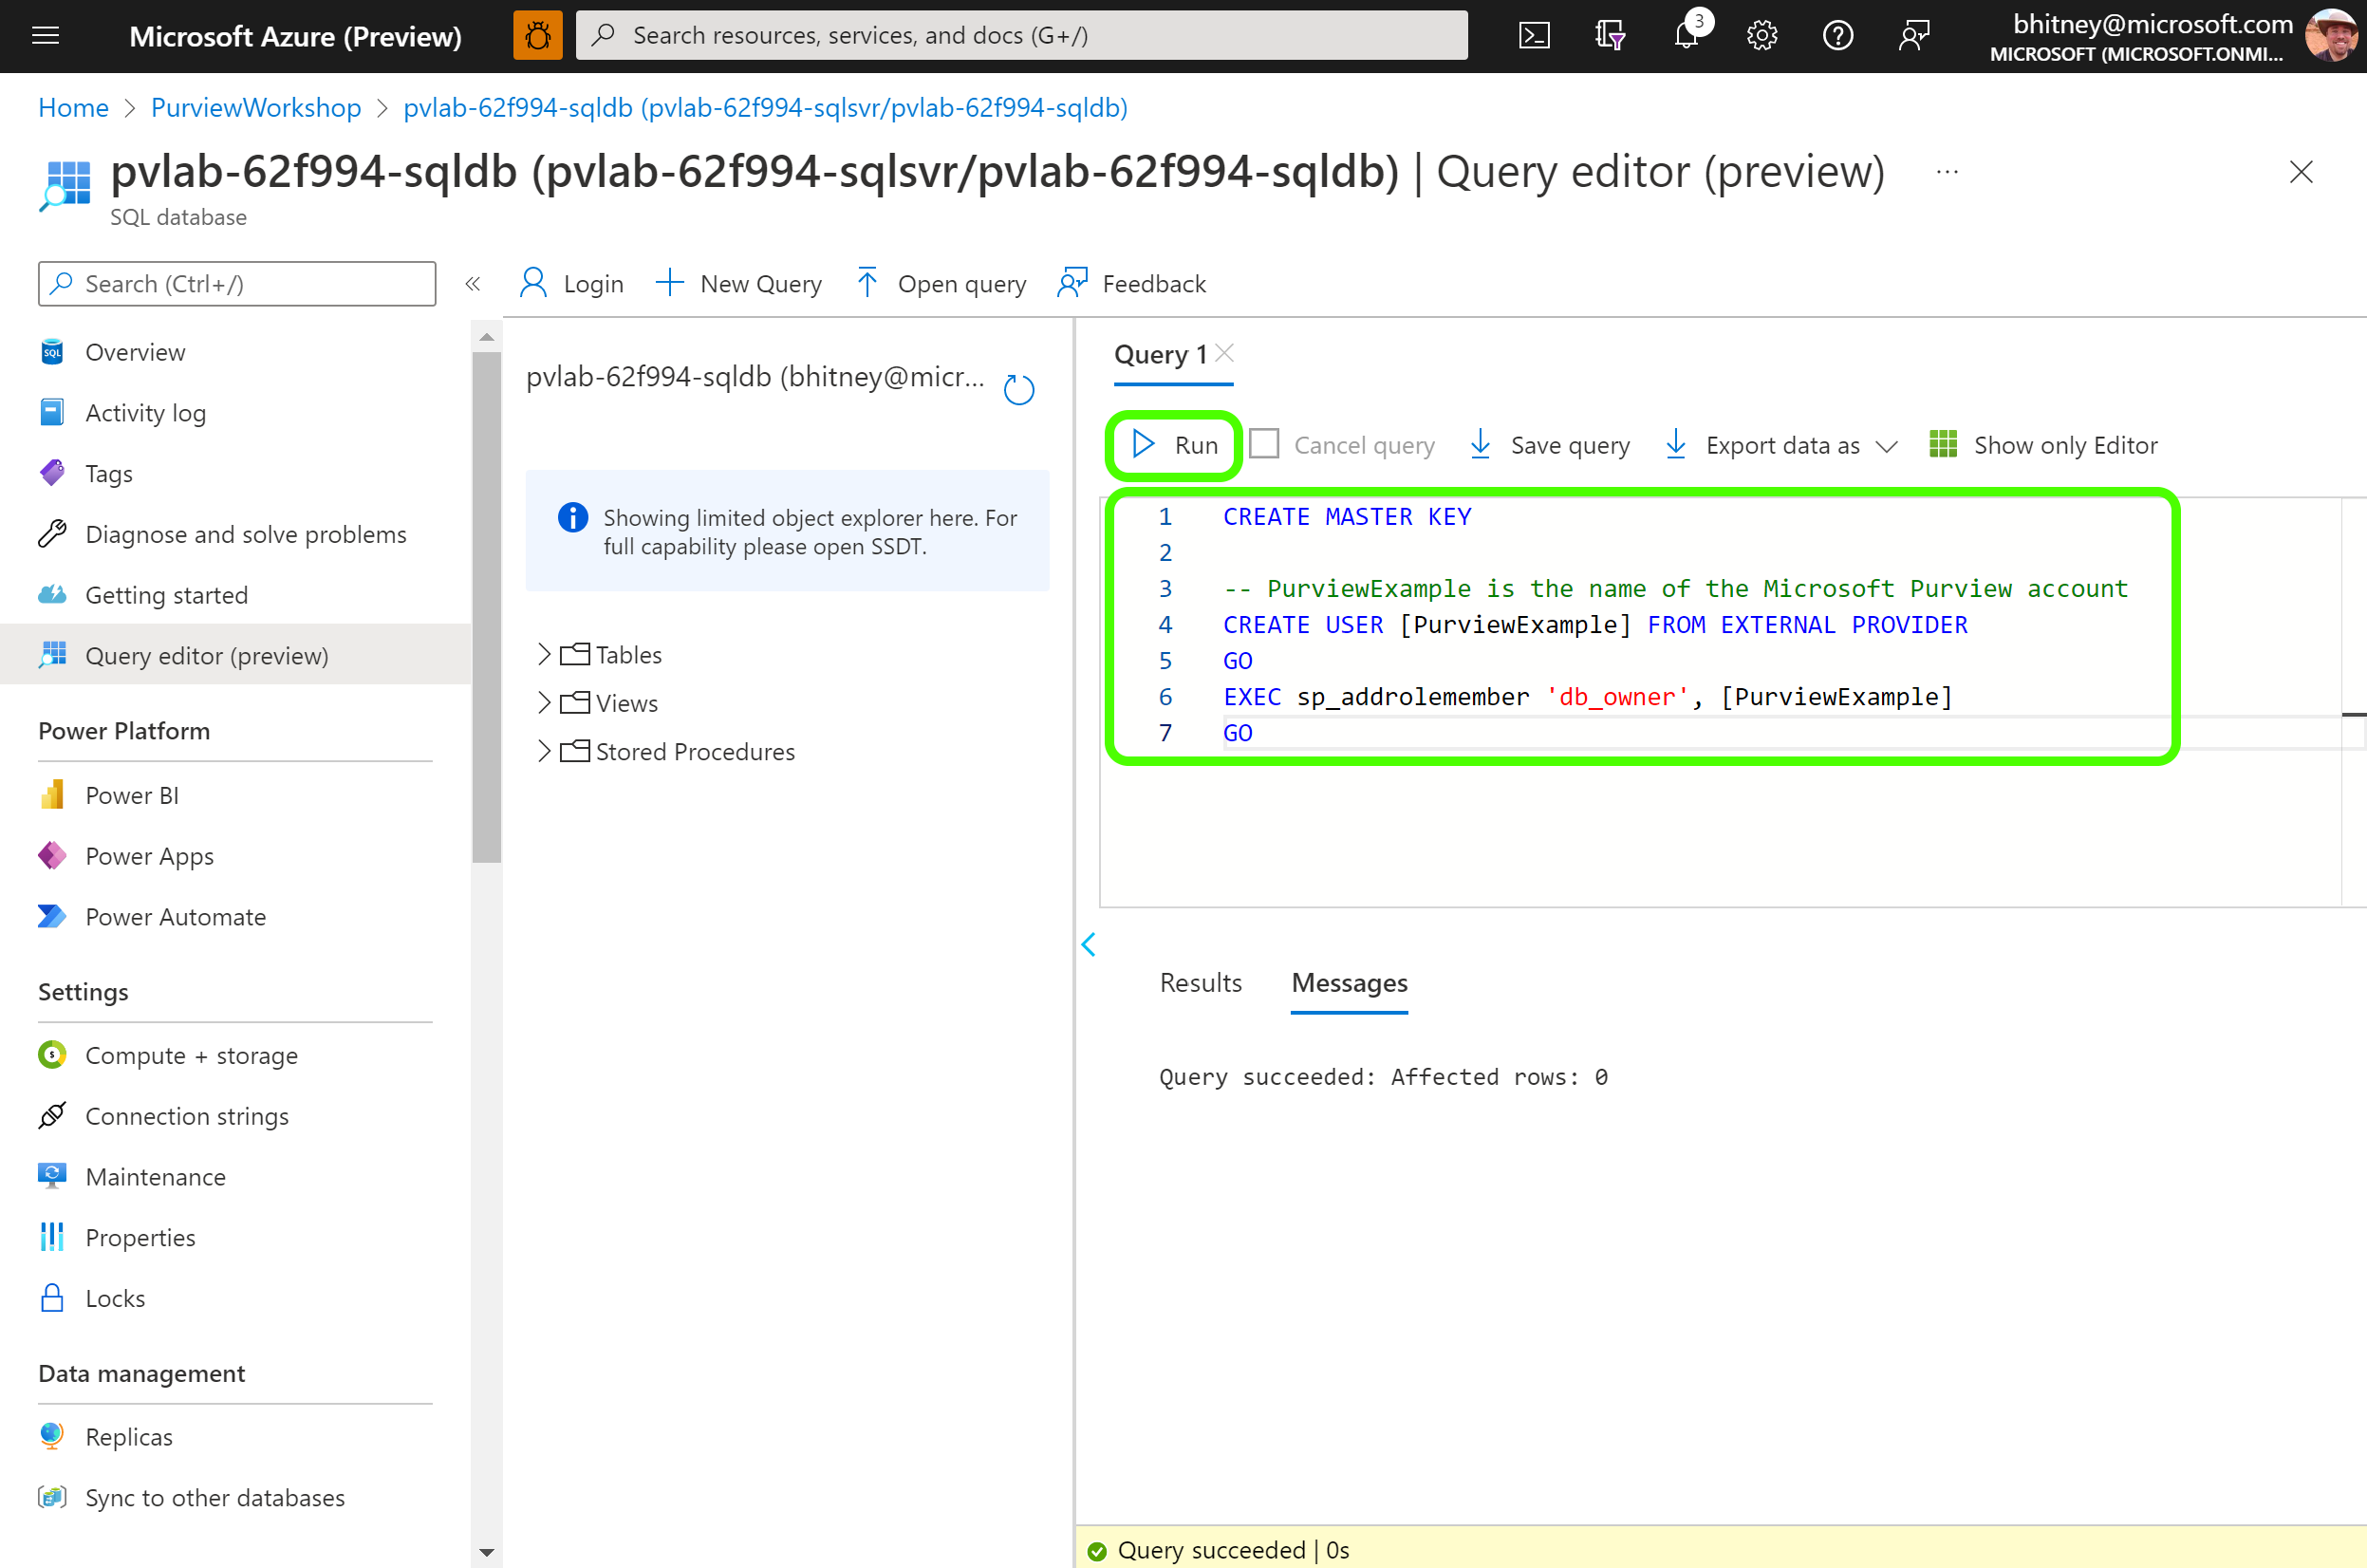 Microsoft Azure (Preview)
Search resources, services, and docs (G+/)
3
bhitney@microsoft.com
MICROSOFT (MICROSOFT.ONMI...
Home > PurviewWorkshop > pvlab-62f994-sqldb (pvlab-62f994-sqlsvr/pvlab-62f994-sqldb)
pvlab-62f994-sqldb (pvlab-62f994-sqlsvr/pvlab-62f994-sqldb) | Query editor (preview) ...
SQL database
Search (Ctrl+/)
Overview
Activity log
Tags
Diagnose and solve problems
Getting started
Query editor (preview)
Power Platform
Power BI
Power Apps
Power Automate
Settings
Compute + storage
Connection strings
Maintenance
Properties
Locks
Data management
Replicas
Sync to other databases
Login
New Query
Open query
Feedback
pvlab-62f994-sqldb (bhitney@micr...
Showing limited object explorer here. For
full capability please open SSDT.
Tables
Views
Stored Procedures
Query 1
Run
Cancel query
Save query
Export data as
Show only Editor
1 CREATE MASTER KEY
2
3 -- PurviewExample is the name of the Microsoft Purview account
4 CREATE USER [PurviewExample] FROM EXTERNAL PROVIDER
5 GO
6 EXEC sp_addrolemember 'db_owner', [PurviewExample]
7 GO
Results
Messages
Query succeeded: Affected rows: 0
Query succeeded | 0s